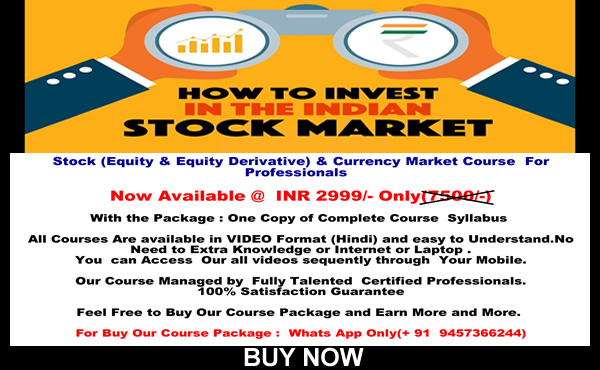 HOW TO INVEST
IN THE INDIAN
STOCK MARKET
Stock (Equity & Equity Derivative) & Currency Market Course For
Professionals
Now Available @ INR 2999/- Only(7500/-)
With the Package : One Copy of Complete Course Syllabus
All Courses Are available in VIDEO Format (Hindi) and easy to Understand.No
Need to Extra Knowledge or Internet or Laptop .
You can Access Our all videos sequently through Your Mobile.
Our Course Managed by Fully Talented Certified Professionals.
100% Satisfaction Guarantee
Feel Free to Buy Our Course Package and Earn More and More.
For Buy Our Course Package : Whats App Only(+ 91 9457366244)
BUY NOW